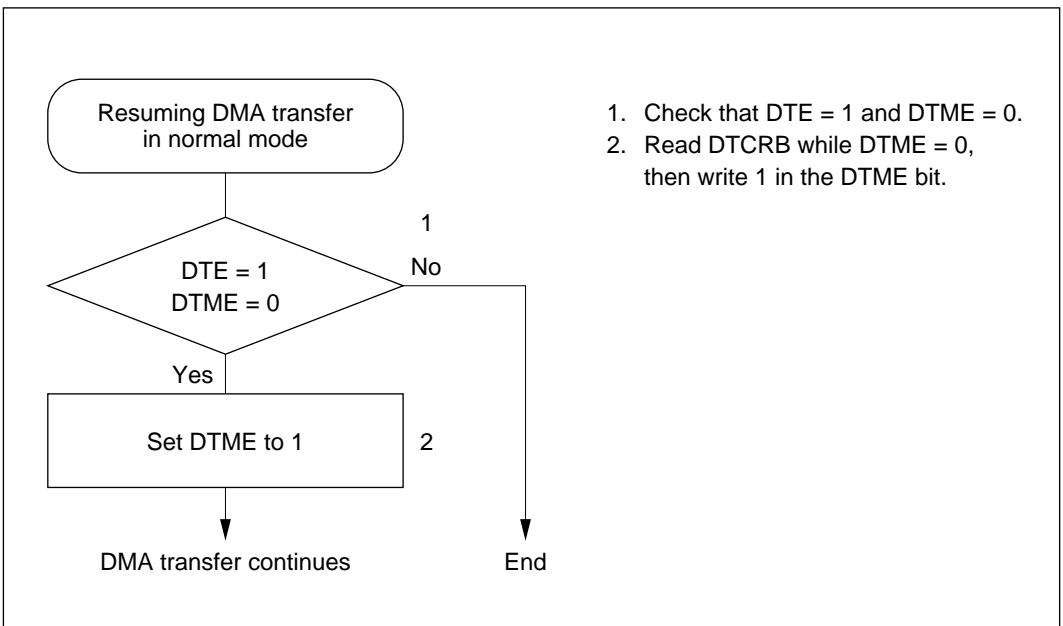 Resuming DMA transfer
in normal mode
1. Check that DTE = 1 and DTME = 0.
2. Read DTCRB while DTME = 0,
then write 1 in the DTME bit.
1
DTE = 1
DTME = 0
No
Yes
Set DTME to 1
2
DMA transfer continues
End